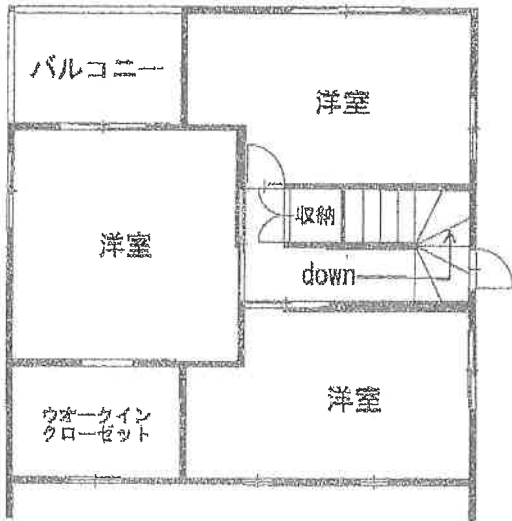 バルコニー
洋室
洋室
収納
down
洋室
ウオークイン
クローゼット